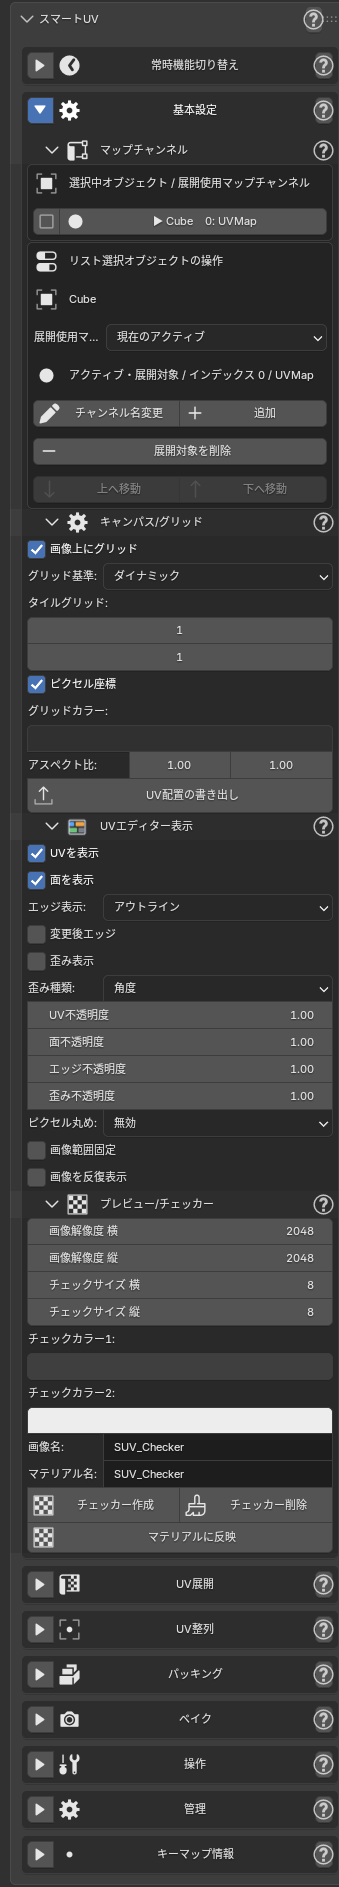 スマートUV
常時機能切り替え
基本設定
マップチャンネル
選択中オブジェクト / 展開使用マップチャンネル
▶ Cube 0: UVMap
リスト選択オブジェクトの操作
Cube
展開使用マ… 現在のアクティブ
アクティブ・展開対象 / インデックス 0 / UVMap
チャンネル名変更 追加
展開対象を削除
上へ移動 下へ移動
キャンバス/グリッド
画像上にグリッド
グリッド基準: ダイナミック
タイルグリッド:
1
1
ピクセル座標
グリッドカラー:
アスペクト比: 1.00 1.00
UV配置の書き出し
UVエディター表示
UVを表示
面を表示
エッジ表示: アウトライン
変更後エッジ
歪み表示
歪み種類: 角度
UV不透明度 1.00
面不透明度 1.00
エッジ不透明度 1.00
歪み不透明度 1.00
ピクセル丸め: 無効
画像範囲固定
画像を反復表示
プレビュー/チェッカー
画像解像度 横 2048
画像解像度 縦 2048
チェックサイズ 横 8
チェックサイズ 縦 8
チェックカラー1:
チェックカラー2:
画像名: SUV_Checker
マテリアル名: SUV_Checker
チェッカー作成 チェッカー削除
マテリアルに反映
UV展開
UV整列
パッキング
ベイク
操作
管理
キーマップ情報